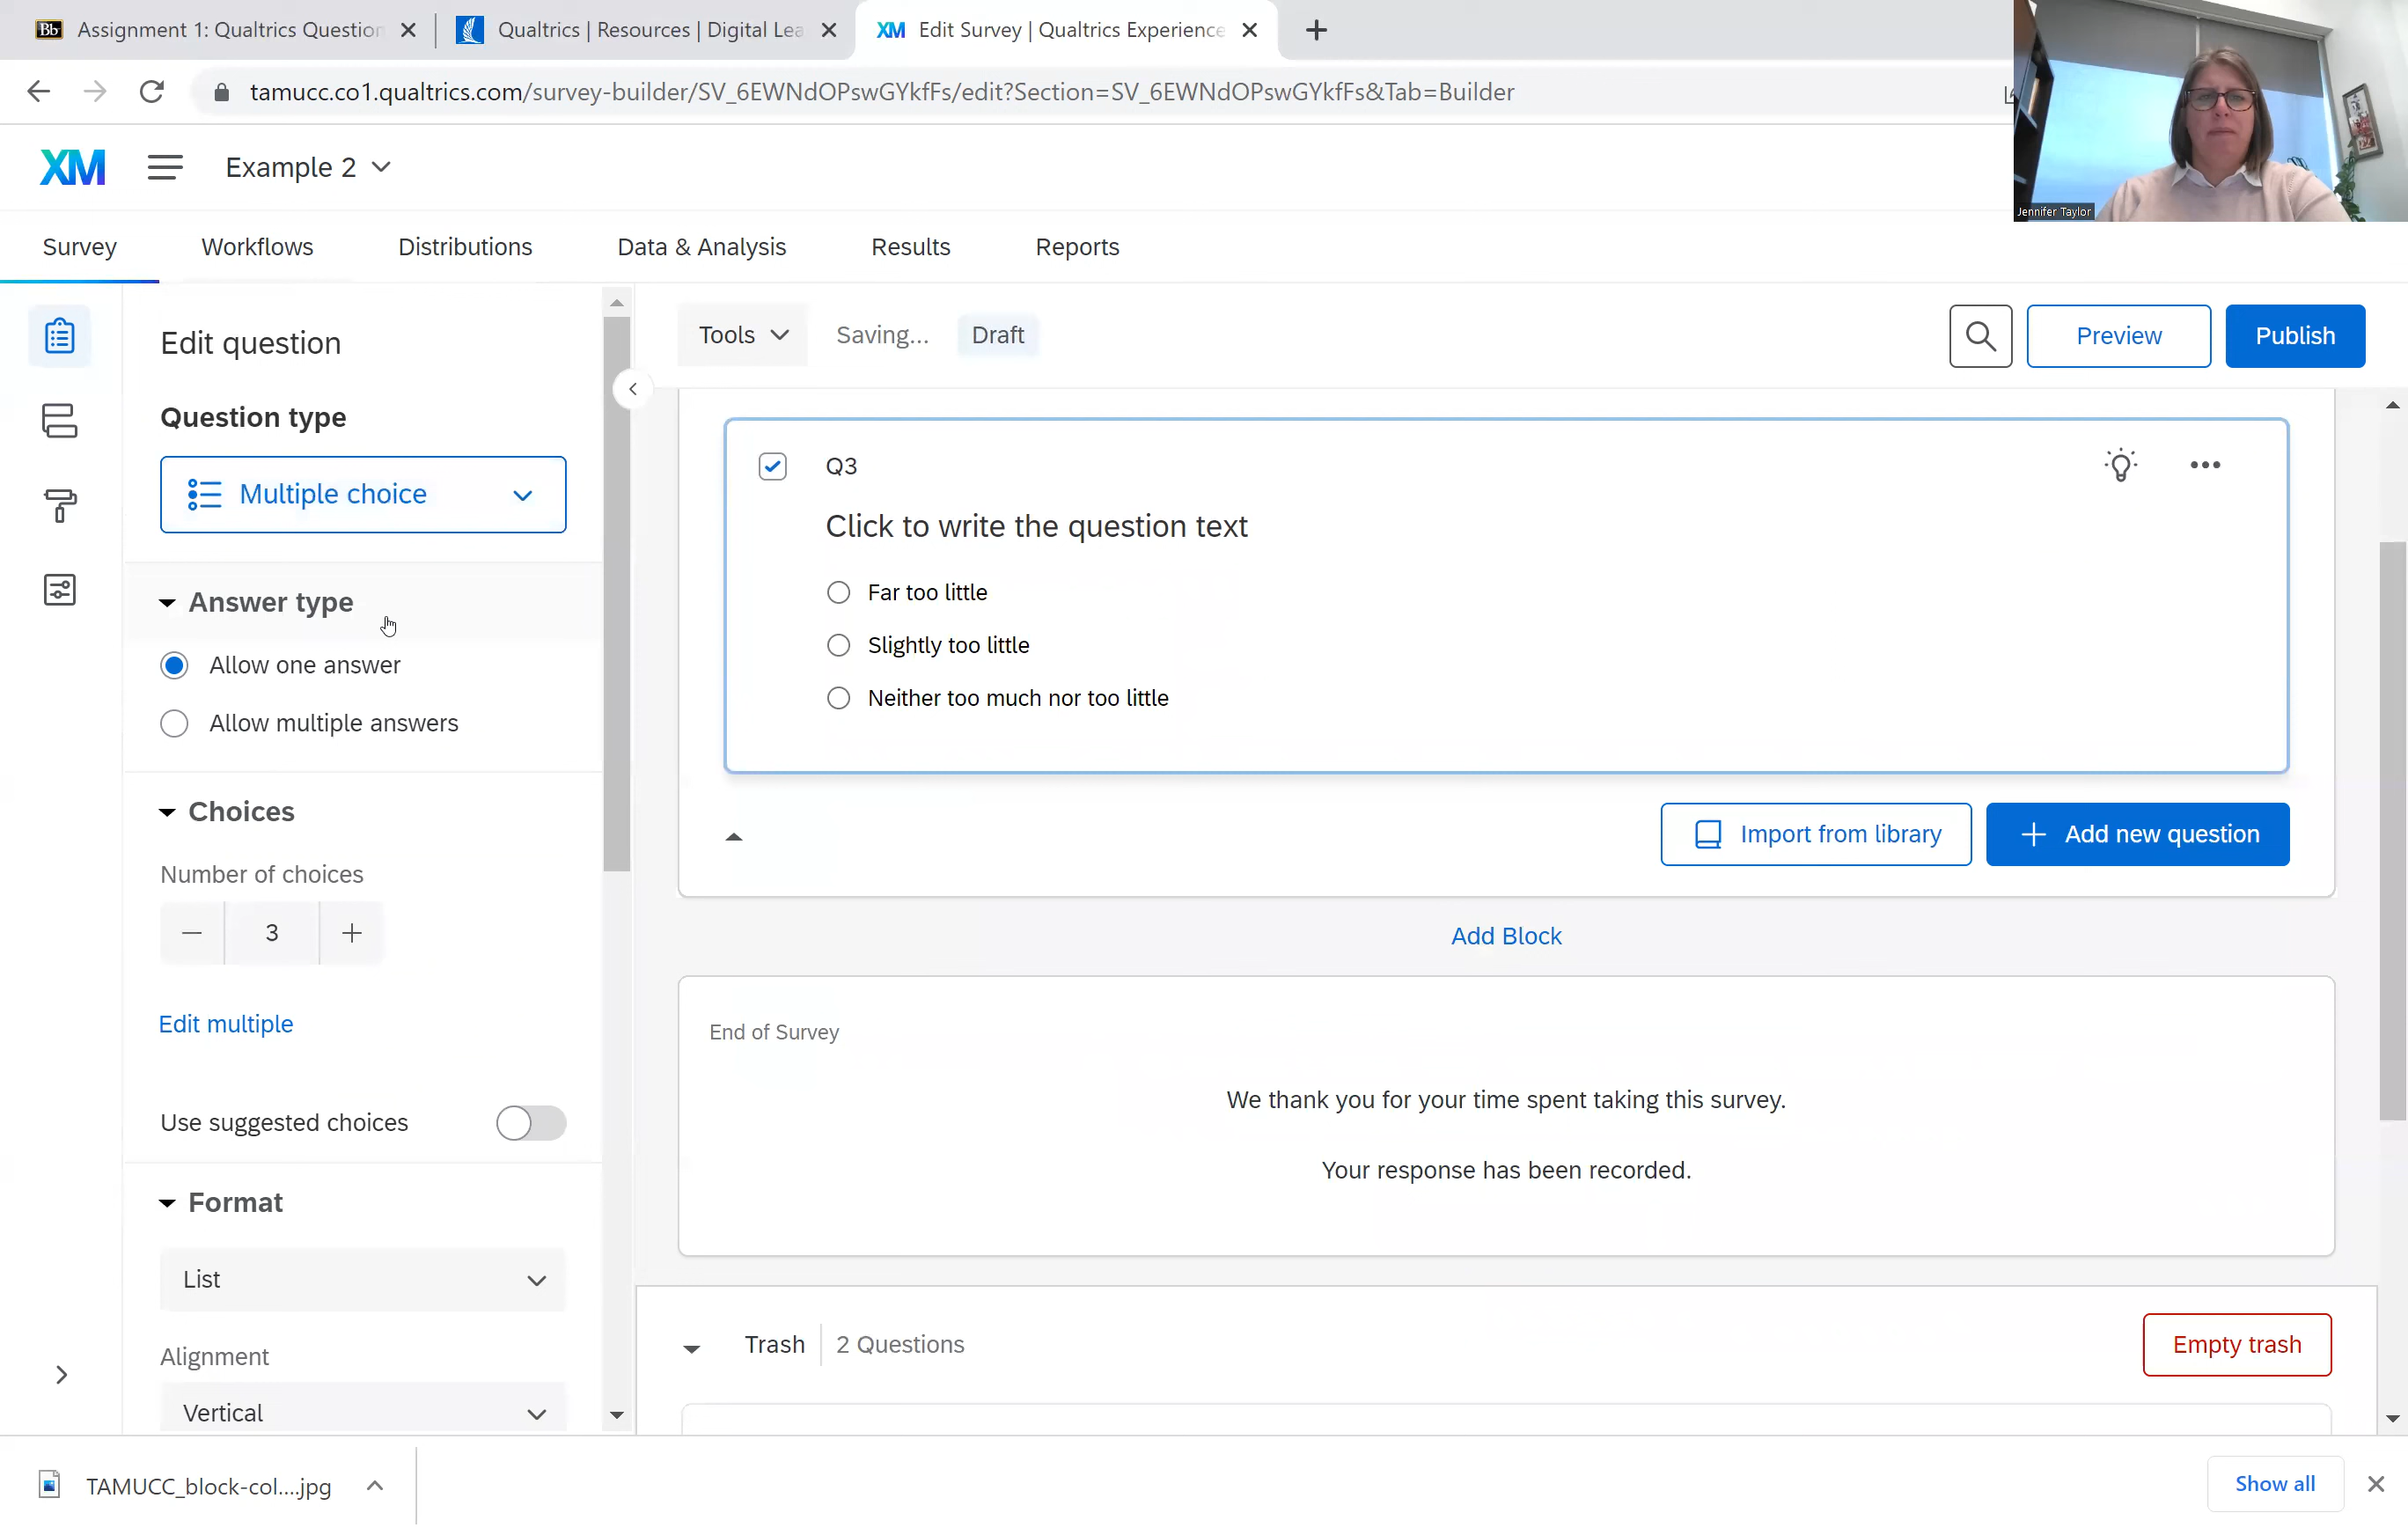 Bb Assignment 1: Qualtrics Question
Qualtrics | Resources | Digital Lea
XM Edit Survey | Qualtrics Experience
tamucc.co1.qualtrics.com/survey-builder/SV_6EWNdOPswGYkfFs/edit?Section=SV_6EWNdOPswGYkfFs&Tab=Builder
Jennifer Taylor
XM Example 2
Survey Workflows Distributions Data & Analysis Results Reports
Edit question
Question type
Multiple choice
Answer type
Allow one answer
Allow multiple answers
Choices
Number of choices
3
Edit multiple
Use suggested choices
Format
List
Alignment
Vertical
Tools Saving... Draft Preview Publish
Q3
Click to write the question text
Far too little
Slightly too little
Neither too much nor too little
Import from library Add new question
Add Block
End of Survey
We thank you for your time spent taking this survey.
Your response has been recorded.
Trash 2 Questions Empty trash
TAMUCC_block-col....jpg Show all